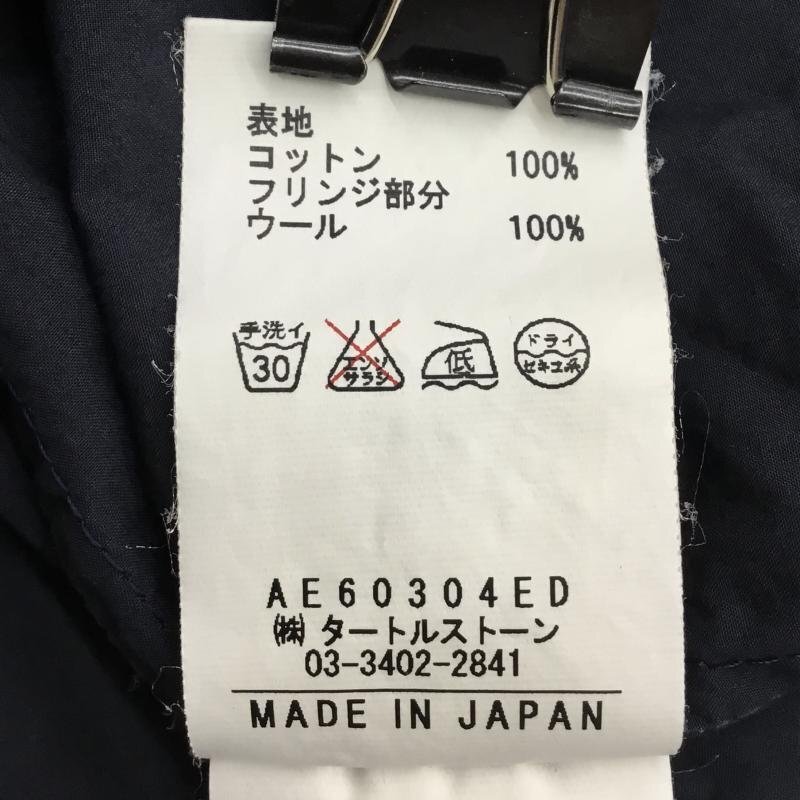 表地
コットン 100%
フリンジ部分
ウール 100%
手洗イ
30
エンソ
サラシ
低
ドライ
セキユ系
AE60304ED
㈱タートルストーン
03-3402-2841
MADE IN JAPAN